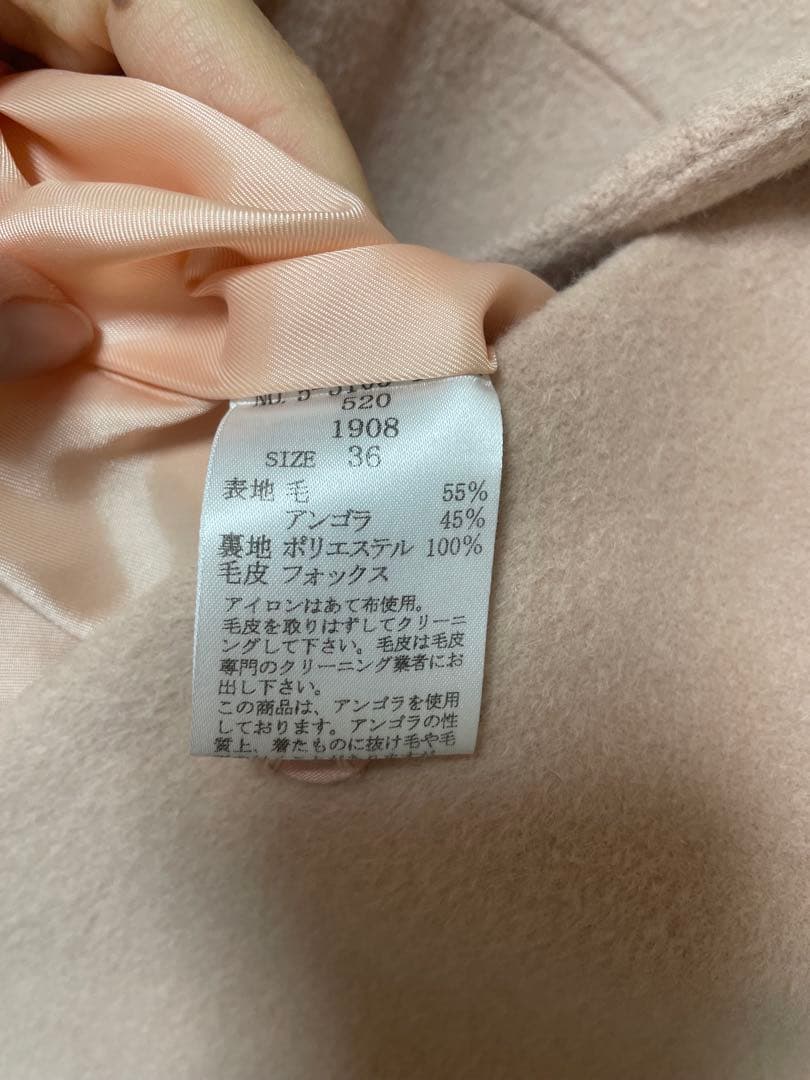 NO. 5-5100
520
1908
SIZE 36
表地 毛 55%
アンゴラ 45%
裏地 ポリエステル 100%
毛皮 フォックス
アイロンはあて布使用。
毛皮を取りはずしてクリーニ
ングして下さい。毛皮は毛皮
専門のクリーニング業者にお
出し下さい。
この商品は、アンゴラを使用
しております。アンゴラの性
質上、着たものに抜け毛や毛